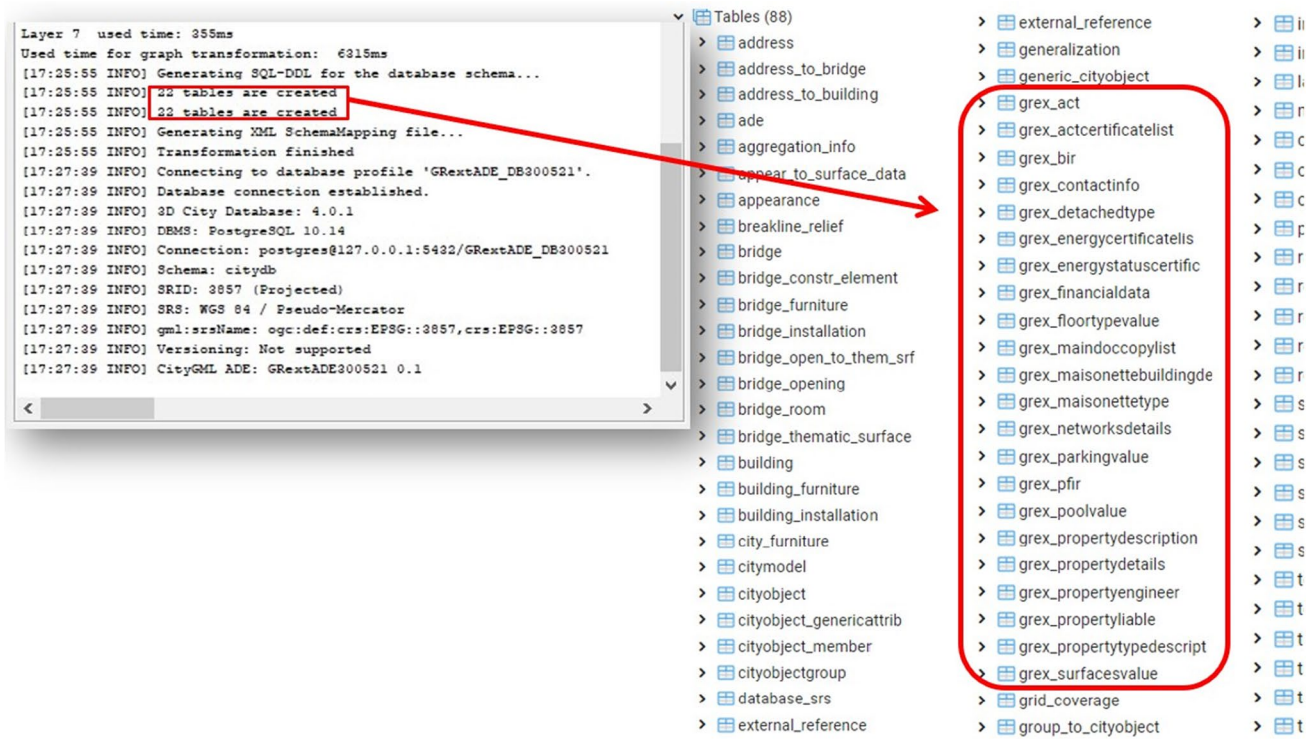 Layer 7 used time: 355ms
Used time for graph transformation: 6315ms
[17:25:55 INFO] Generating SQL-DDL for the database schema...
[17:25:55 INFO] 22 tables are created
[17:25:55 INFO] 22 tables are created
[17:25:55 INFO] Generating XML SchemaMapping file...
[17:25:55 INFO] Transformation finished
[17:27:39 INFO] Connecting to database profile 'GRextADE_DB300521'.
[17:27:39 INFO] Database connection established.
[17:27:39 INFO] 3D City Database: 4.0.1
[17:27:39 INFO] DBMS: PostgreSQL 10.14
[17:27:39 INFO] Connection: postgres@127.0.0.1:5432/GRextADE_DB300521
[17:27:39 INFO] Schema: citydb
[17:27:39 INFO] SRID: 3857 (Projected)
[17:27:39 INFO] SRS: WGS 84 / Pseudo-Mercator
[17:27:39 INFO] gml:srsName: ogc:def:crs:EPSG::3857,crs:EPSG::3857
[17:27:39 INFO] Versioning: Not supported
[17:27:39 INFO] CityGML ADE: GRextADE300521 0.1
Tables (88)
address
address_to_bridge
address_to_building
ade
aggregation_info
appear_to_surface_data
appearance
breakline_relief
bridge
bridge_constr_element
bridge_furniture
bridge_installation
bridge_open_to_them_srf
bridge_opening
bridge_room
bridge_thematic_surface
building
building_furniture
building_installation
city_furniture
citymodel
cityobject
cityobject_genericattrib
cityobject_member
cityobjectgroup
database_srs
external_reference
external_reference
generalization
generic_cityobject
grex_act
grex_actcertificatelist
grex_bir
grex_contactinfo
grex_detachedtype
grex_energycertificatelis
grex_energystatuscertific
grex_financialdata
grex_floortypevalue
grex_maindoccopylist
grex_maisonettebuildingde
grex_maisonettetype
grex_networksdetails
grex_parkingvalue
grex_pfir
grex_poolvalue
grex_propertydescription
grex_propertydetails
grex_propertyengineer
grex_propertyliable
grex_propertytypedescript
grex_surfacesvalue
grid_coverage
group_to_cityobject